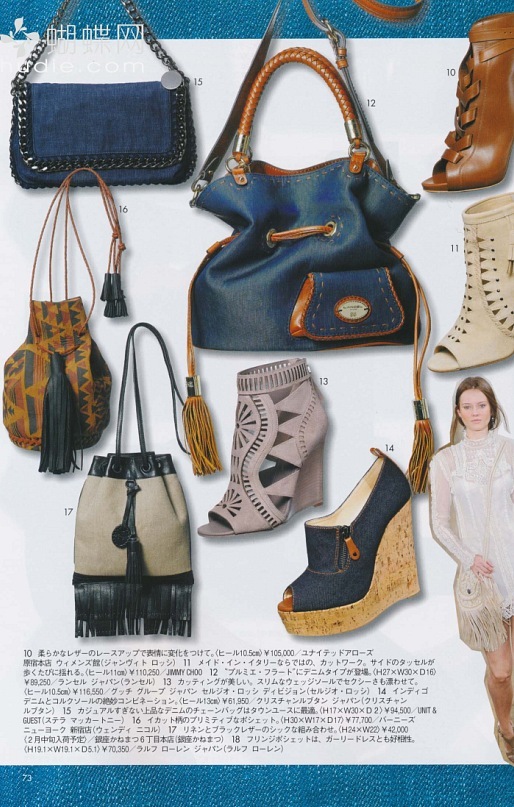 蝴蝶网
hudie.com
15
12
10
16
11
13
14
17
10 柔らかなレザーのレースアップで表情に変化をつけて。〈ヒール10.5cm〉¥105,000／ユナイテッドアローズ
原宿本店 ウィメンズ館(ジャンヴィト ロッシ) 11 メイド・イン・イタリーならではの、カットワーク。サイドのタッセルが
歩くたびに揺れる。〈ヒール11cm〉¥110,250／JIMMY CHOO 12 “プルミエ・フラート”にデニムタイプが登場。〈H27×W30×D16〉
¥89,250／ランセル ジャパン(ランセル) 13 カッティングが美しい。スリムなウェッジソールでセクシーさも漂わせて。
〈ヒール10.5cm〉¥116,550／グッチ グループ ジャパン セルジオ・ロッシ ディビジョン(セルジオ・ロッシ) 14 インディゴ
デニムとコルクソールの絶妙コンビネーション。〈ヒール13cm〉¥61,950／クリスチャンルブタン ジャパン(クリスチャン
ルブタン) 15 カジュアルすぎない上品なデニムのチェーンバッグはタウンユースに最適。〈H17×W30×D2〉¥94,500／UNIT &
GUEST(ステラ マッカートニー) 16 イカット柄のプリミティブなポシェット。〈H30×W17×D17〉¥77,700／バーニーズ
ニューヨーク 新宿店(ウェンディ ニコル) 17 リネンとブラックレザーのシックな組み合わせ。〈H24×W22〉¥42,000
〈2月中旬入荷予定〉／銀座かねまつ6丁目本店(銀座かねまつ) 18 フリンジポシェットは、ガーリードレスとも好相性。
〈H19.1×W19.1×D5.1〉¥70,350／ラルフ ローレン ジャパン(ラルフ ローレン)
73